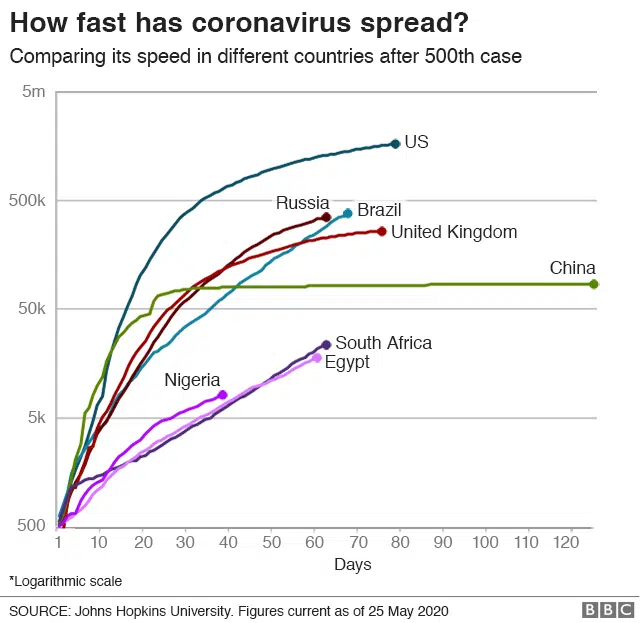 How fast has coronavirus spread?
Comparing its speed in different countries after 500th case
5m
US
500k
Russia
Brazil
United Kingdom
China
50k
South Africa
Egypt
Nigeria
5k
500
1 10 20 30 40 50 60 70 80 90 100 110 120
Days
*Logarithmic scale
SOURCE: Johns Hopkins University. Figures current as of 25 May 2020
BBC